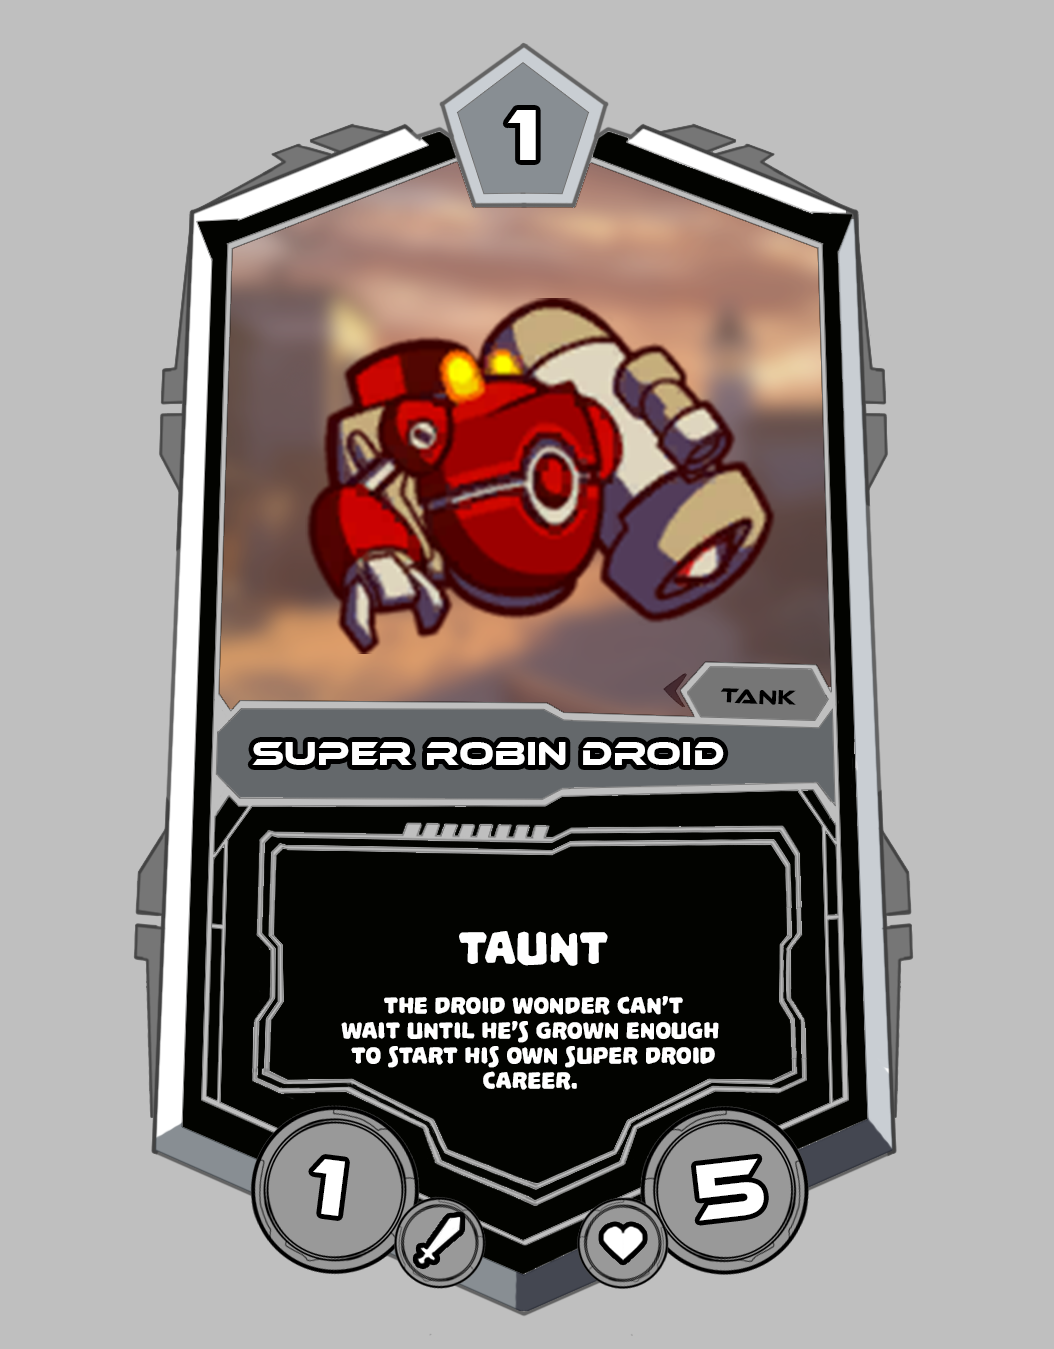 1
TANK
SUPER ROBIN DROID
TAUNT
THE DROID WONDER CAN'T
WAIT UNTIL HE'S GROWN ENOUGH
TO START HIS OWN SUPER DROID
CAREER.
1
5